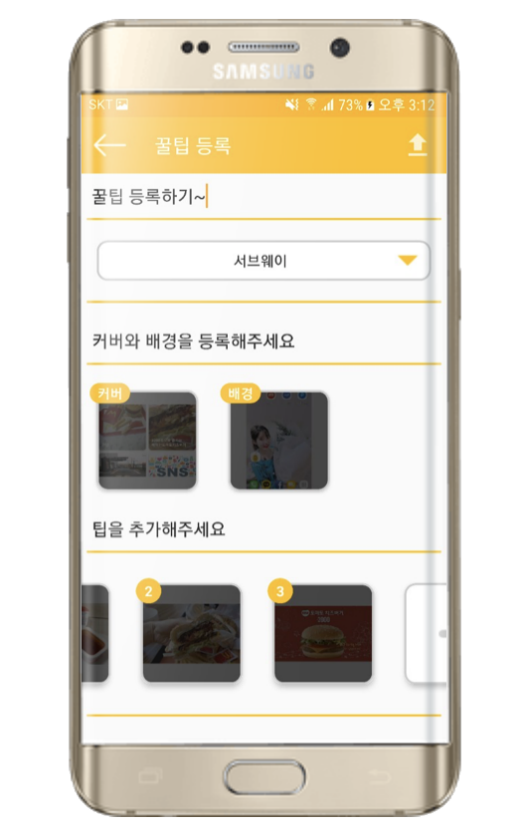 SAMSUNG
SKT 73% 오후 3:12
꿀팁 등록
꿀팁 등록하기~
서브웨이
커버와 배경을 등록해주세요
커버 배경
SNS
팁을 추가해주세요
2 3